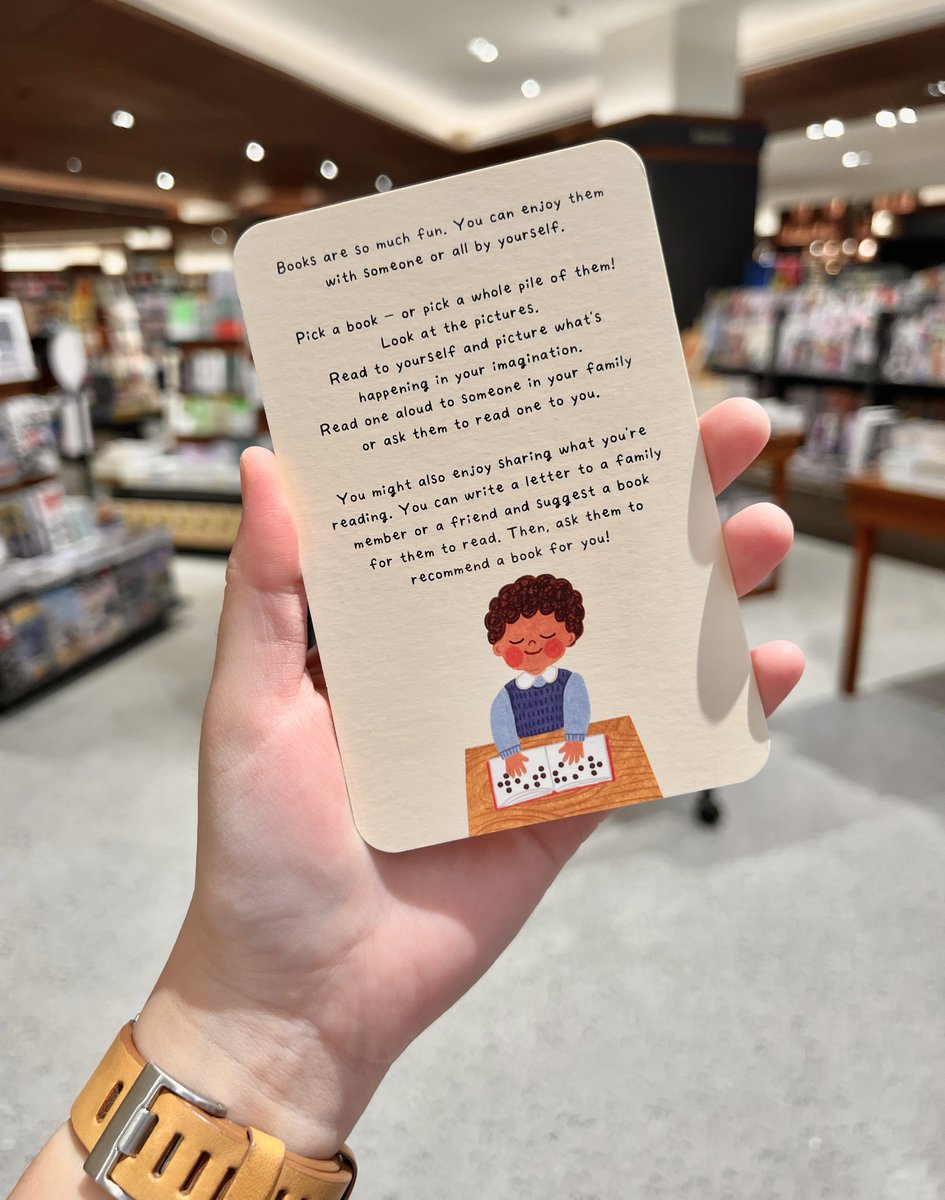 Books are so much fun. You can enjoy them
with someone or all by yourself.
Pick a book – or pick a whole pile of them!
Look at the pictures.
Read to yourself and picture what's
happening in your imagination.
Read one aloud to someone in your family
or ask them to read one to you.
You might also enjoy sharing what you're
reading. You can write a letter to a family
member or a friend and suggest a book
for them to read. Then, ask them to
recommend a book for you!